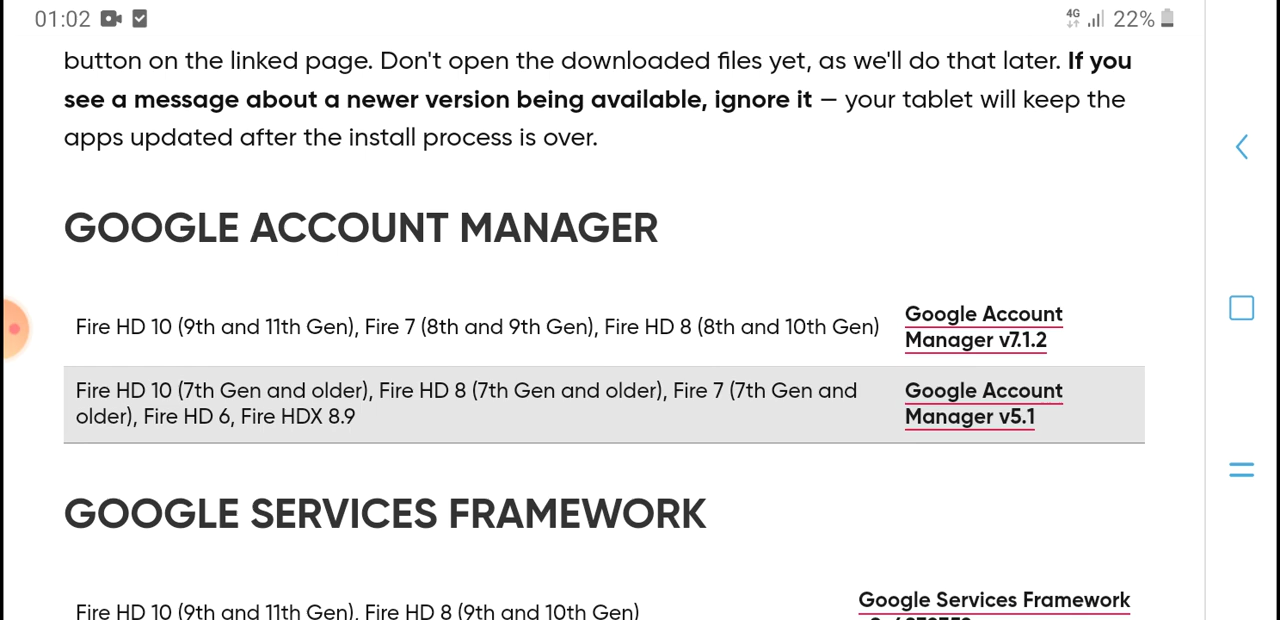 01:02 4G 22%
button on the linked page. Don't open the downloaded files yet, as we'll do that later. If you
see a message about a newer version being available, ignore it — your tablet will keep the
apps updated after the install process is over.
GOOGLE ACCOUNT MANAGER
Fire HD 10 (9th and 11th Gen), Fire 7 (8th and 9th Gen), Fire HD 8 (8th and 10th Gen)
Google Account
Manager v7.1.2
Fire HD 10 (7th Gen and older), Fire HD 8 (7th Gen and older), Fire 7 (7th Gen and
older), Fire HD 6, Fire HDX 8.9
Google Account
Manager v5.1
GOOGLE SERVICES FRAMEWORK
Fire HD 10 (9th and 11th Gen), Fire HD 8 (9th and 10th Gen)
Google Services Framework